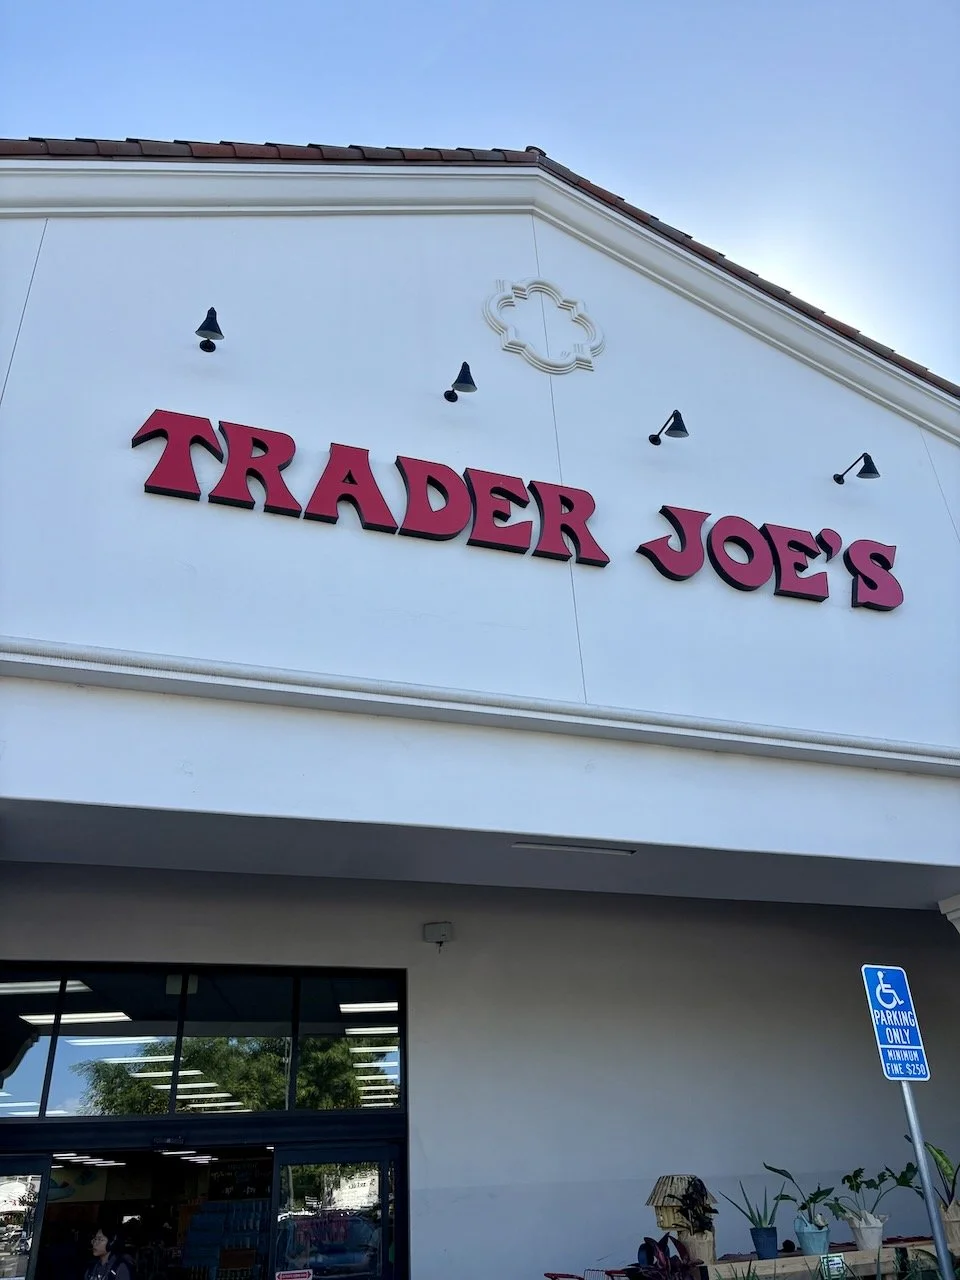 TRADER JOE'S
PARKING
ONLY
MINIMUM
FINE $250